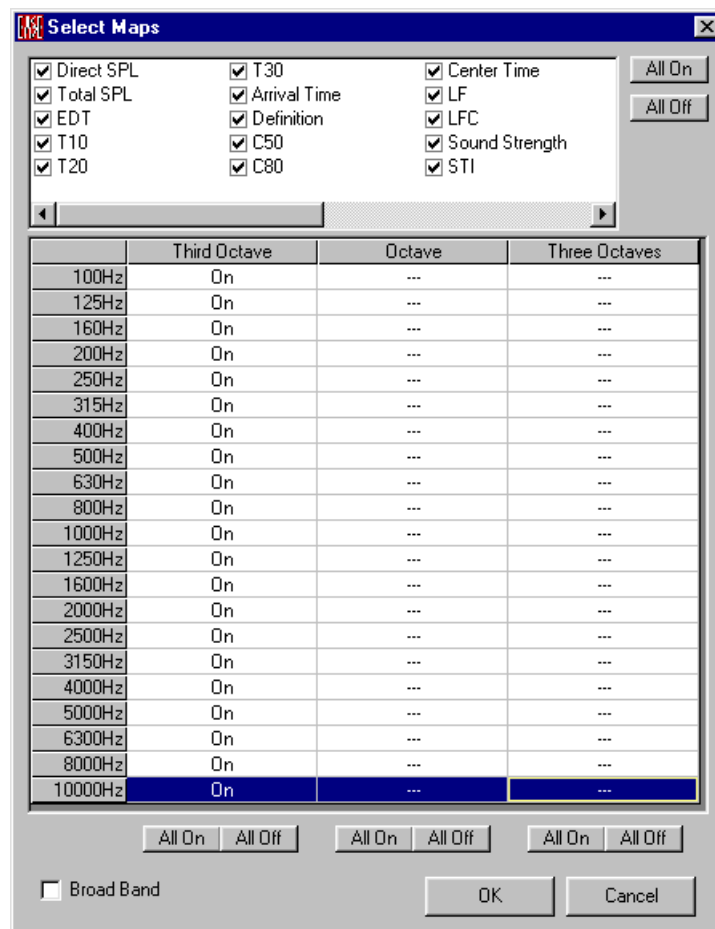 Select Maps
Direct SPL T30 Center Time All On
Total SPL Arrival Time LF All Off
EDT Definition LFC
T10 C50 Sound Strength
T20 C80 STI
Third Octave Octave Three Octaves
100Hz On --- ---
125Hz On --- ---
160Hz On --- ---
200Hz On --- ---
250Hz On --- ---
315Hz On --- ---
400Hz On --- ---
500Hz On --- ---
630Hz On --- ---
800Hz On --- ---
1000Hz On --- ---
1250Hz On --- ---
1600Hz On --- ---
2000Hz On --- ---
2500Hz On --- ---
3150Hz On --- ---
4000Hz On --- ---
5000Hz On --- ---
6300Hz On --- ---
8000Hz On --- ---
10000Hz On --- ---
All On All Off All On All Off All On All Off
Broad Band OK Cancel